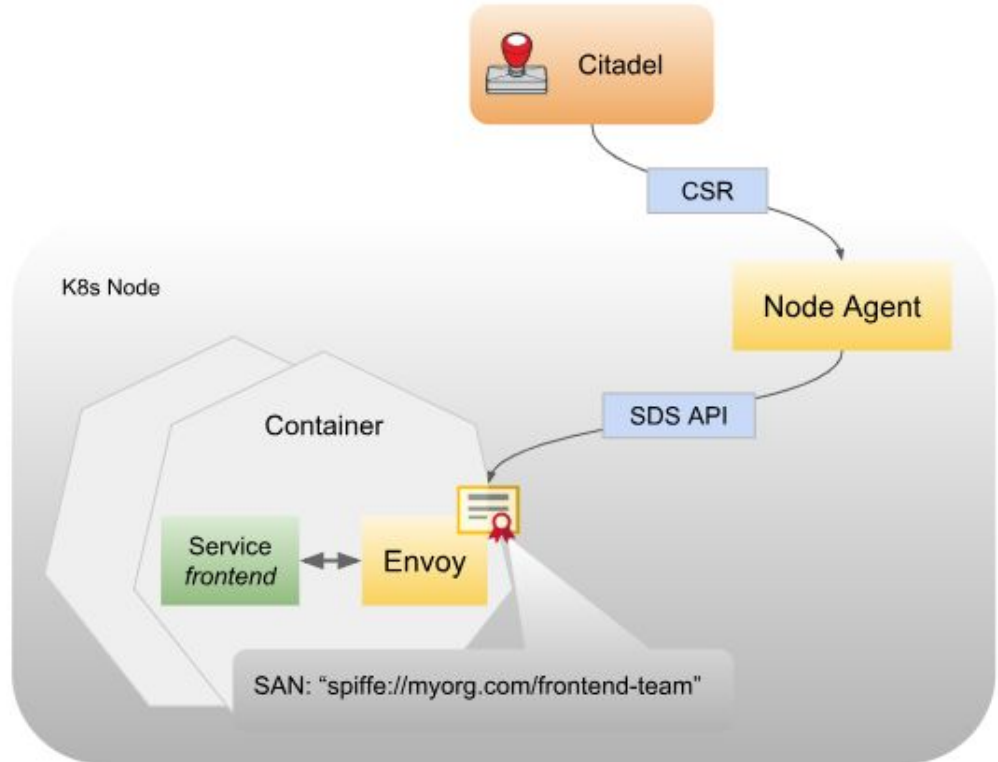 Citadel
CSR
K8s Node
Node Agent
SDS API
Container
Service
frontend
Envoy
SAN: “spiffe://myorg.com/frontend-team”